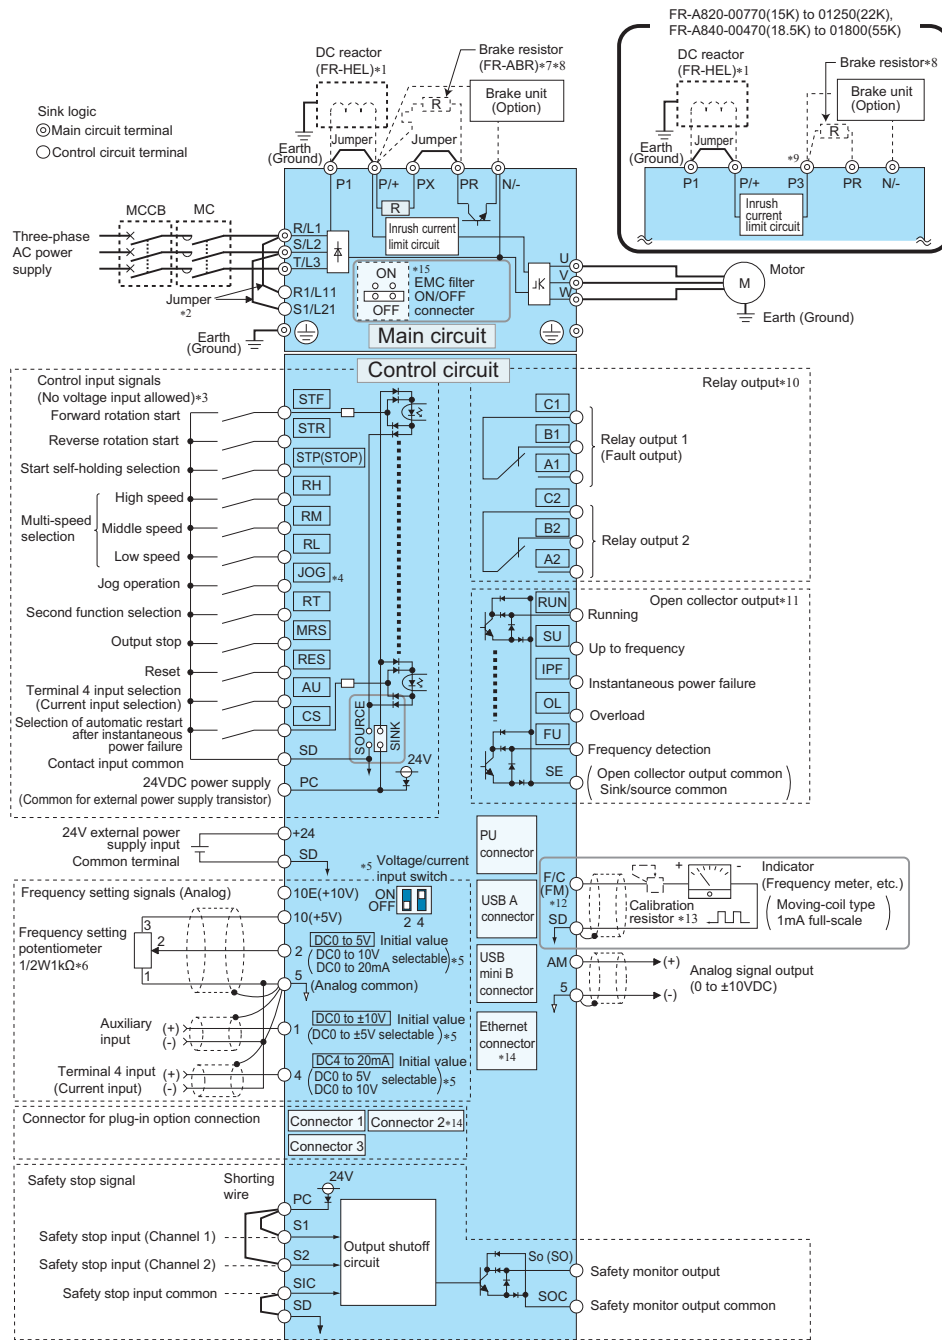 FR-A820-00770(15K) to 01250(22K),
FR-A840-00470(18.5K) to 01800(55K)
DC reactor
(FR-HEL)*1
Brake resistor
(FR-ABR)*7*8
Brake unit
(Option)
R
Jumper
Jumper
Earth
(Ground)
DC reactor
(FR-HEL)*1
Brake resistor*8
Brake unit
(Option)
R
Jumper
Earth
(Ground)
*9
P1
P/+
P3
PR
N/-
Inrush
current
limit circuit
Sink logic
Main circuit terminal
Control circuit terminal
P1
P/+
PX
PR
N/-
R
Inrush current
limit circuit
MCCB
MC
Three-phase
AC power
supply
R/L1
S/L2
T/L3
R1/L11
S1/L21
Jumper
*2
Earth
(Ground)
ON
OFF
*15
EMC filter
ON/OFF
connecter
U
V
W
Motor
M
Earth (Ground)
Main circuit
Control circuit
Control input signals
(No voltage input allowed)*3
Forward rotation start
STF
Reverse rotation start
STR
Start self-holding selection
STP(STOP)
Multi-speed
selection
High speed
RH
Middle speed
RM
Low speed
RL
Jog operation
JOG
*4
Second function selection
RT
Output stop
MRS
Reset
RES
Terminal 4 input selection
(Current input selection)
AU
Selection of automatic restart
after instantaneous
power failure
CS
Contact input common
SD
24VDC power supply
(Common for external power supply transistor)
PC
SOURCE
SINK
24V
Relay output*10
C1
B1
A1
Relay output 1
(Fault output)
C2
B2
A2
Relay output 2
Open collector output*11
RUN
Running
SU
Up to frequency
IPF
Instantaneous power failure
OL
Overload
FU
Frequency detection
SE
Open collector output common
Sink/source common
24V external power
supply input
+24
Common terminal
SD
*5 Voltage/current
input switch
ON
OFF
2 4
Frequency setting signals (Analog)
10E(+10V)
10(+5V)
Frequency setting
potentiometer
1/2W1kΩ*6
3
2
1
2
DC0 to 5V Initial value
DC0 to 10V
DC0 to 20mA
selectable
*5
5
(Analog common)
Auxiliary
input
(+)
(-)
1
DC0 to ±10V Initial value
(DC0 to ±5V selectable)*5
Terminal 4 input
(Current input)
(+)
(-)
4
DC4 to 20mA Initial value
DC0 to 5V
DC0 to 10V
selectable
*5
PU
connector
USB A
connector
USB
mini B
connector
Ethernet
connector
*14
F/C
(FM)
*12
SD
+
-
Calibration
resistor *13
Indicator
(Frequency meter, etc.)
Moving-coil type
1mA full-scale
AM
(+)
5
(-)
Analog signal output
(0 to ±10VDC)
Connector for plug-in option connection
Connector 1
Connector 2*14
Connector 3
Safety stop signal
Shorting
wire
24V
PC
S1
Safety stop input (Channel 1)
S2
Safety stop input (Channel 2)
SIC
Safety stop input common
SD
Output shutoff
circuit
So (SO)
Safety monitor output
SOC
Safety monitor output common